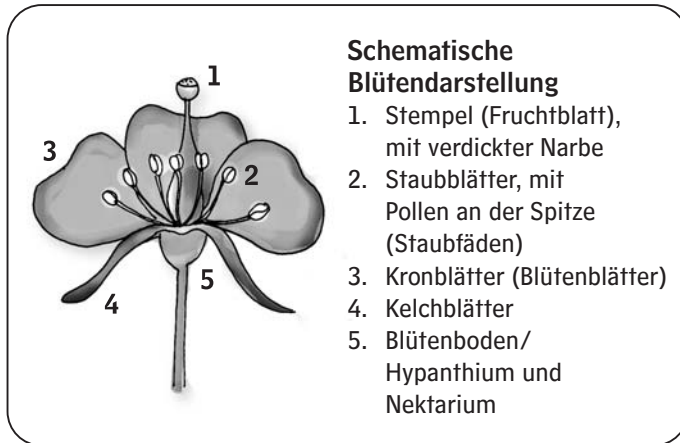 1
3
2
4
5
Schematische
Blütendarstellung
1. Stempel (Fruchtblatt),
mit verdickter Narbe
2. Staubblätter, mit
Pollen an der Spitze
(Staubfäden)
3. Kronblätter (Blütenblätter)
4. Kelchblätter
5. Blütenboden/
Hypanthium und
Nektarium